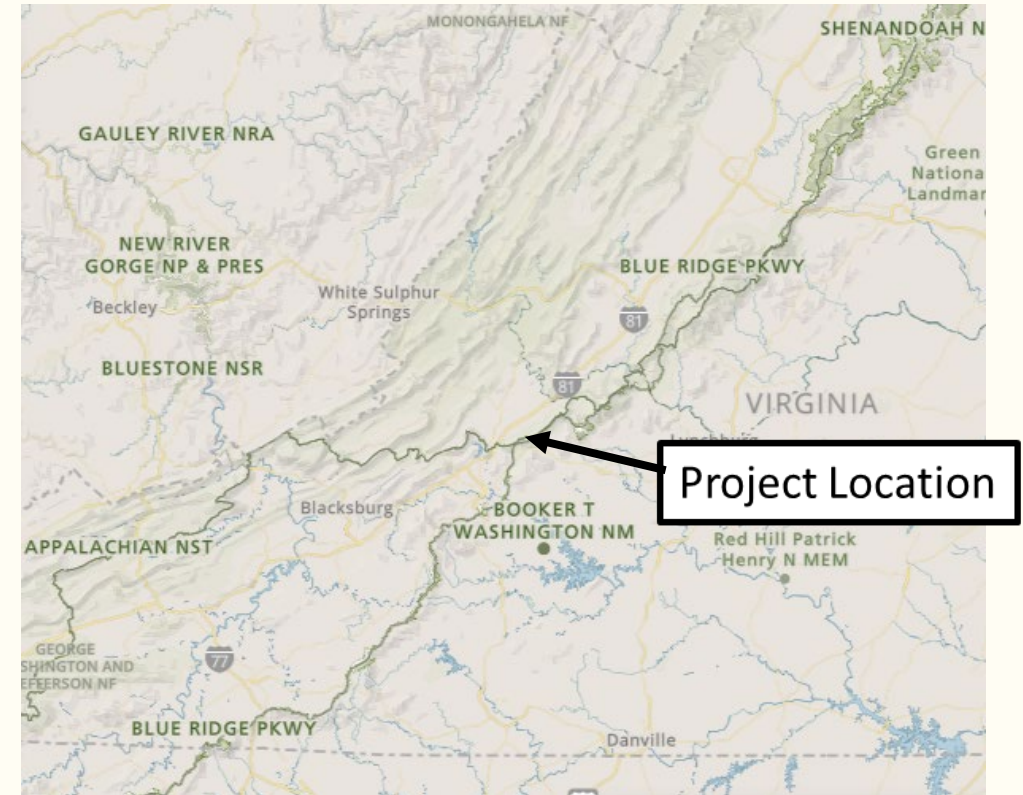 MONONGAHELA NF
SHENANDOAH N
GAULEY RIVER NRA
Green
Nationa
Landmar
NEW RIVER
GORGE NP & PRES
BLUE RIDGE PKWY
Beckley
White Sulphur
Springs
81
BLUESTONE NSR
81
VIRGINIA
Lynchburg
Project Location
Blacksburg
BOOKER T
WASHINGTON NM
Red Hill Patrick
Henry N MEM
APPALACHIAN NST
GEORGE
SHINGTON AND
EFFERSON NF
77
BLUE RIDGE PKWY
Danville